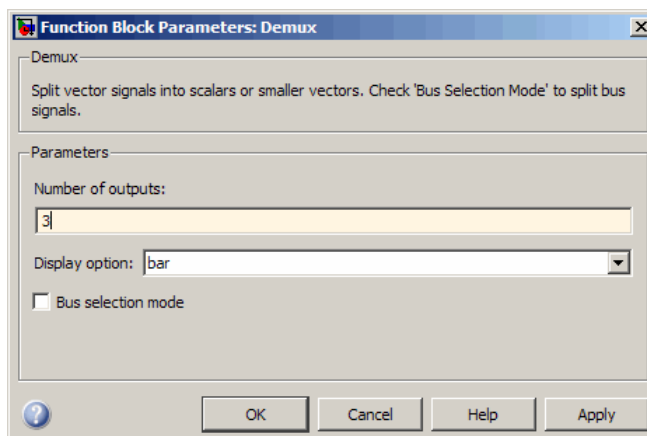 Function Block Parameters: Demux
Demux
Split vector signals into scalars or smaller vectors. Check 'Bus Selection Mode' to split bus
signals.
Parameters
Number of outputs:
3
Display option: bar
Bus selection mode
OK Cancel Help Apply